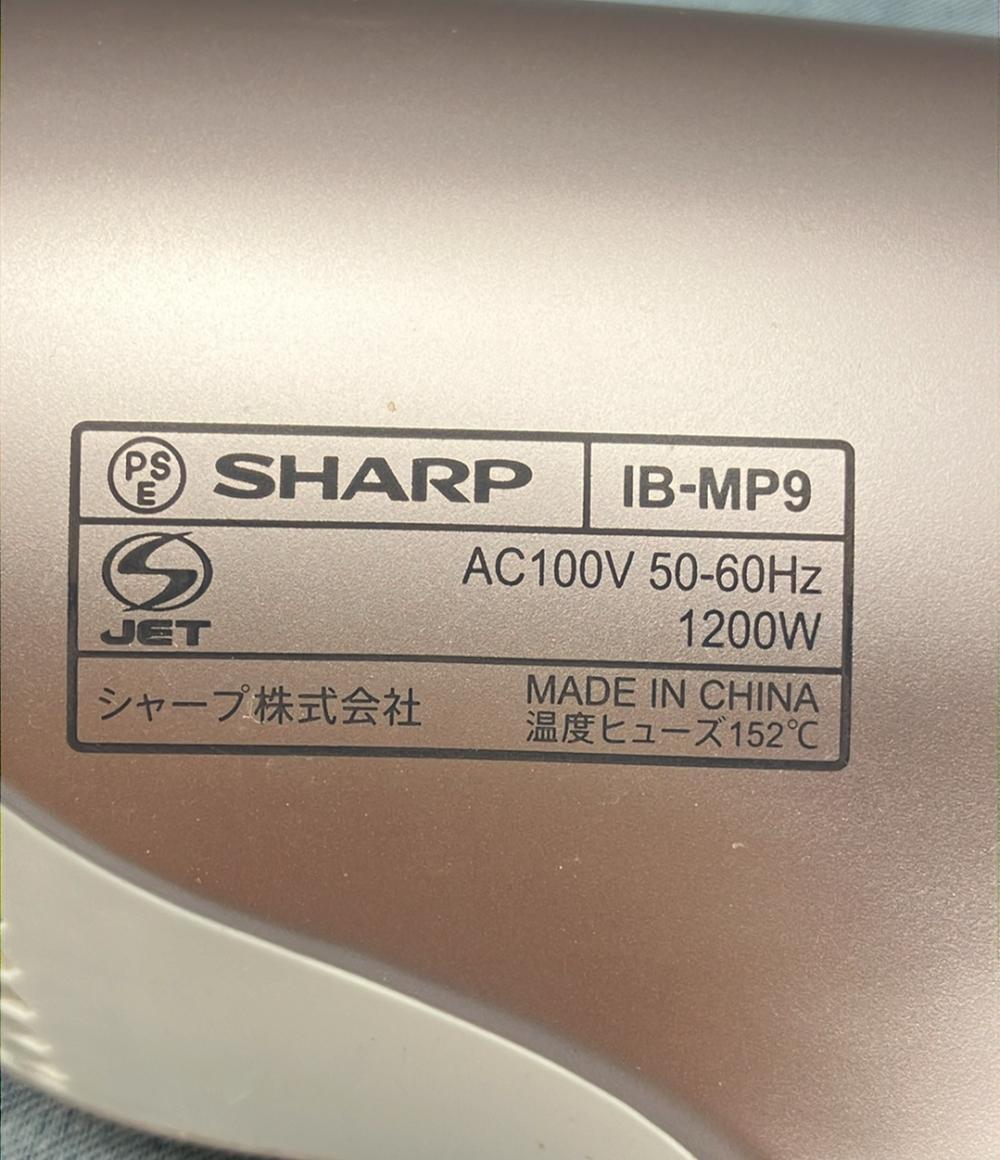 PSE SHARP IB-MP9
JET
AC100V 50-60Hz
1200W
シャープ株式会社
MADE IN CHINA
温度ヒューズ152℃